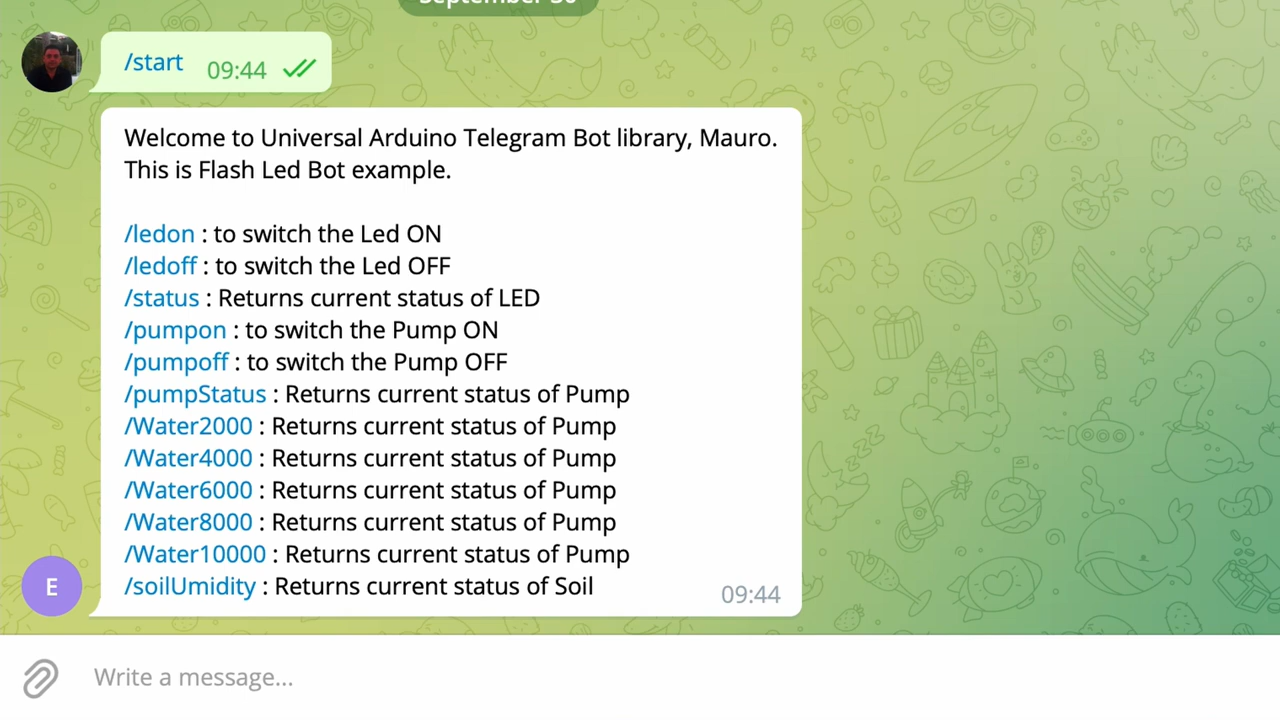 /start 09:44
Welcome to Universal Arduino Telegram Bot library, Mauro.
This is Flash Led Bot example.
/ledon : to switch the Led ON
/ledoff : to switch the Led OFF
/status : Returns current status of LED
/pumpon : to switch the Pump ON
/pumpoff : to switch the Pump OFF
/pumpStatus : Returns current status of Pump
/Water2000 : Returns current status of Pump
/Water4000 : Returns current status of Pump
/Water6000 : Returns current status of Pump
/Water8000 : Returns current status of Pump
/Water10000 : Returns current status of Pump
/soilUmidity : Returns current status of Soil
E
09:44
Write a message...